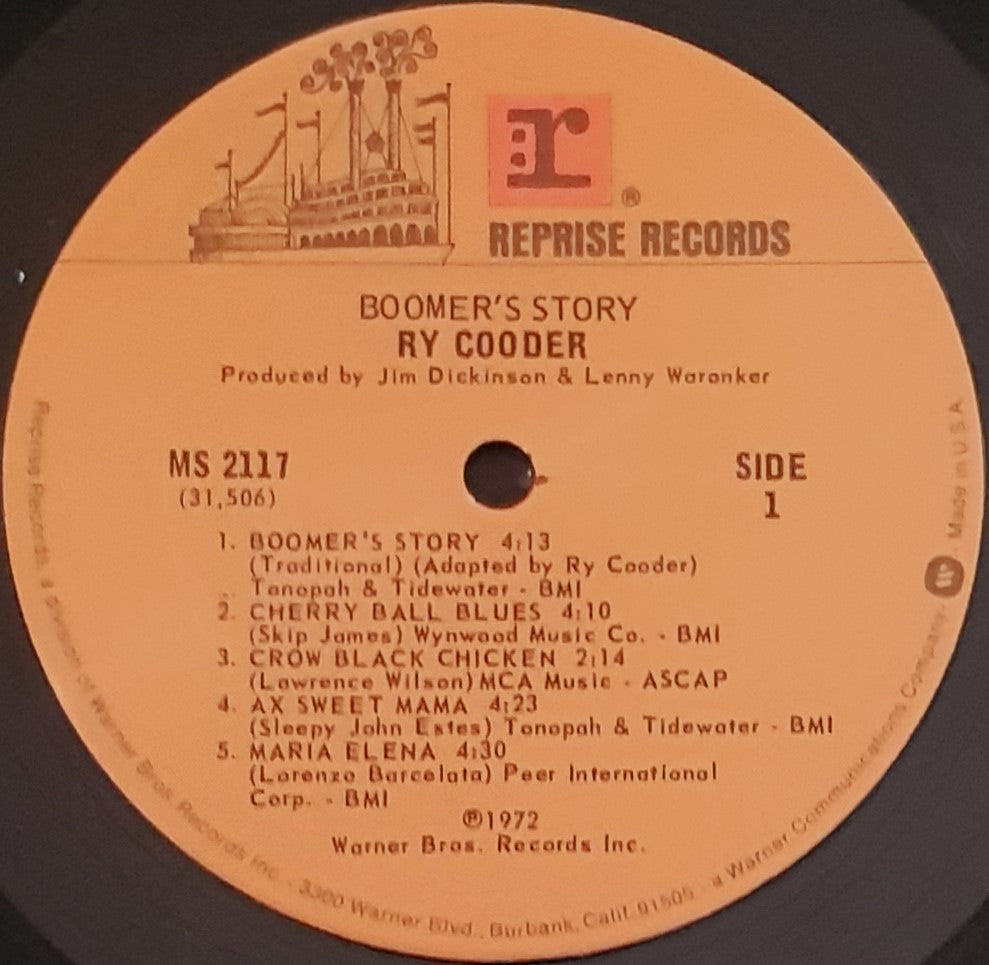 r
®
REPRISE RECORDS
BOOMER'S STORY
RY COODER
Produced by Jim Dickinson & Lenny Waronker
MS 2117
(31,506)
SIDE
1
1. BOOMER'S STORY 4:13
(Traditional) (Adapted by Ry Cooder)
Tonopah & Tidewater - BMI
2. CHERRY BALL BLUES 4:10
(Skip James) Wynwood Music Co. - BMI
3. CROW BLACK CHICKEN 2:14
(Lawrence Wilson) MCA Music - ASCAP
4. AX SWEET MAMA 4:23
(Sleepy John Estes) Tonopah & Tidewater - BMI
5. MARIA ELENA 4:30
(Lorenzo Barcelata) Peer International
Corp. - BMI
℗1972
Warner Bros. Records Inc.
Reprise Records, a division of Warner Bros. Records Inc. - 3300 Warner Blvd., Burbank, Calif. 91505 - a Warner Communications Company. W - Made in U.S.A.